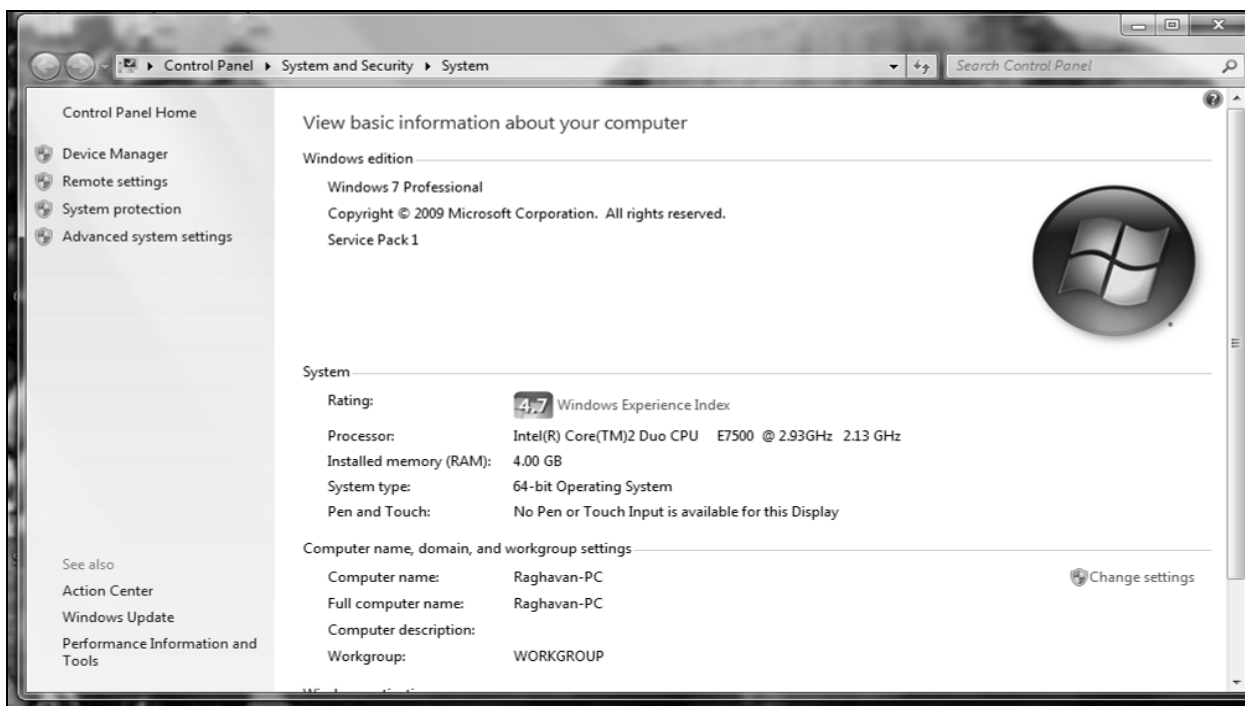 Control Panel System and Security System
Search Control Panel
Control Panel Home
Device Manager
Remote settings
System protection
Advanced system settings
See also
Action Center
Windows Update
Performance Information and
Tools
View basic information about your computer
Windows edition
Windows 7 Professional
Copyright © 2009 Microsoft Corporation. All rights reserved.
Service Pack 1
System
Rating: 4.7 Windows Experience Index
Processor: Intel(R) Core(TM)2 Duo CPU E7500 @ 2.93GHz 2.13 GHz
Installed memory (RAM): 4.00 GB
System type: 64-bit Operating System
Pen and Touch: No Pen or Touch Input is available for this Display
Computer name, domain, and workgroup settings
Computer name: Raghavan-PC Change settings
Full computer name: Raghavan-PC
Computer description:
Workgroup: WORKGROUP